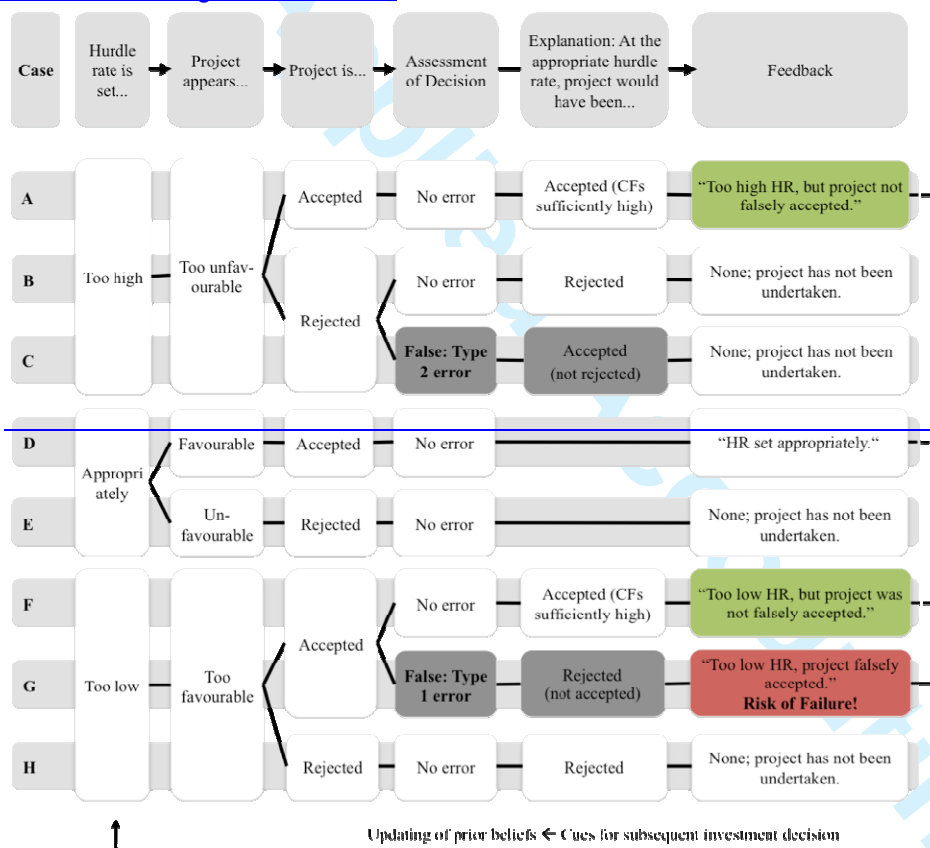 Case
Hurdle
rate is
set...
Project
appears...
Project is...
Assessment
of Decision
Explanation: At the
appropriate hurdle
rate, project would
have been...
Feedback
A
Accepted
No error
Accepted (CFs
sufficiently high)
“Too high HR, but project not
falsely accepted.”
Too high
Too unfav-
ourable
B
Rejected
No error
Rejected
None; project has not been
undertaken.
C
False: Type
2 error
Accepted
(not rejected)
None; project has not been
undertaken.
D
Appropri
ately
Favourable
Accepted
No error
“HR set appropriately.“
E
Un-
favourable
Rejected
No error
None; project has not been
undertaken.
F
Accepted
No error
Accepted (CFs
sufficiently high)
“Too low HR, but project was
not falsely accepted.”
G
Too low
Too
favourable
False: Type
1 error
Rejected
(not accepted)
“Too low HR, project falsely
accepted.”
Risk of Failure!
H
Rejected
No error
Rejected
None; project has not been
undertaken.
Updating of prior beliefs ← Cues for subsequent investment decision